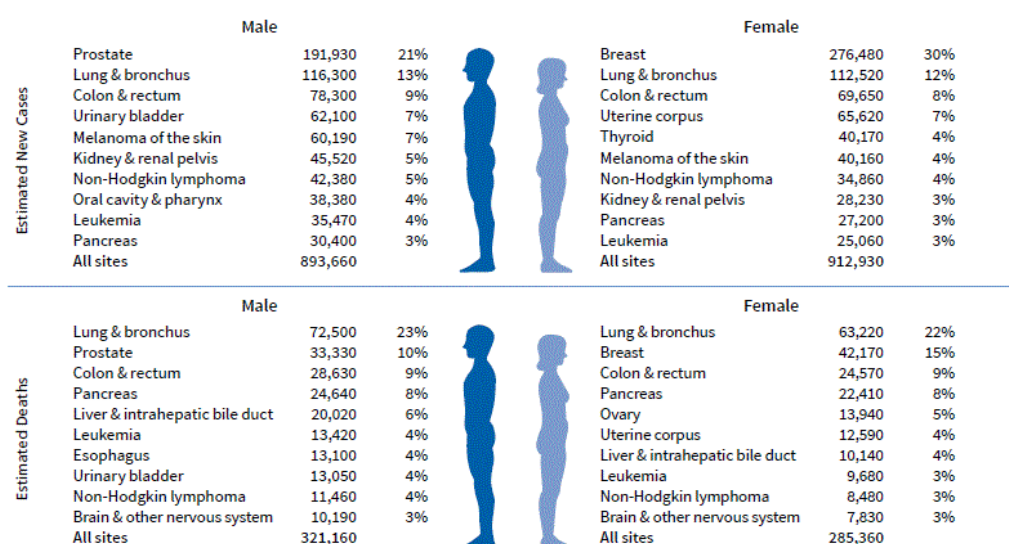 Male Female
Estimated New Cases
Prostate 191,930 21% Breast 276,480 30%
Lung & bronchus 116,300 13% Lung & bronchus 112,520 12%
Colon & rectum 78,300 9% Colon & rectum 69,650 8%
Urinary bladder 62,100 7% Uterine corpus 65,620 7%
Melanoma of the skin 60,190 7% Thyroid 40,170 4%
Kidney & renal pelvis 45,520 5% Melanoma of the skin 40,160 4%
Non-Hodgkin lymphoma 42,380 5% Non-Hodgkin lymphoma 34,860 4%
Oral cavity & pharynx 38,380 4% Kidney & renal pelvis 28,230 3%
Leukemia 35,470 4% Pancreas 27,200 3%
Pancreas 30,400 3% Leukemia 25,060 3%
All sites 893,660 All sites 912,930
Male Female
Estimated Deaths
Lung & bronchus 72,500 23% Lung & bronchus 63,220 22%
Prostate 33,330 10% Breast 42,170 15%
Colon & rectum 28,630 9% Colon & rectum 24,570 9%
Pancreas 24,640 8% Pancreas 22,410 8%
Liver & intrahepatic bile duct 20,020 6% Ovary 13,940 5%
Leukemia 13,420 4% Uterine corpus 12,590 4%
Esophagus 13,100 4% Liver & intrahepatic bile duct 10,140 4%
Urinary bladder 13,050 4% Leukemia 9,680 3%
Non-Hodgkin lymphoma 11,460 4% Non-Hodgkin lymphoma 8,480 3%
Brain & other nervous system 10,190 3% Brain & other nervous system 7,830 3%
All sites 321,160 All sites 285,360